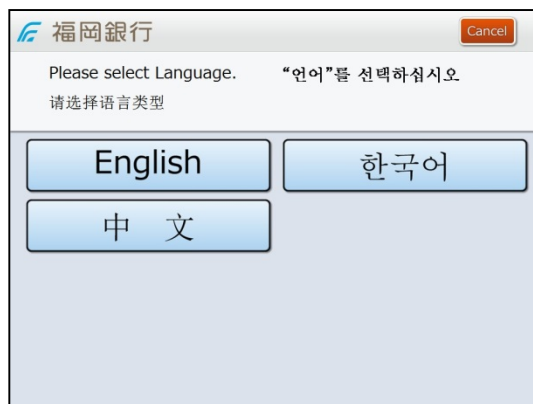 福岡銀行
Cancel
Please select Language.
“언어”를 선택하십시오
请选择语言类型
English
한국어
中　文